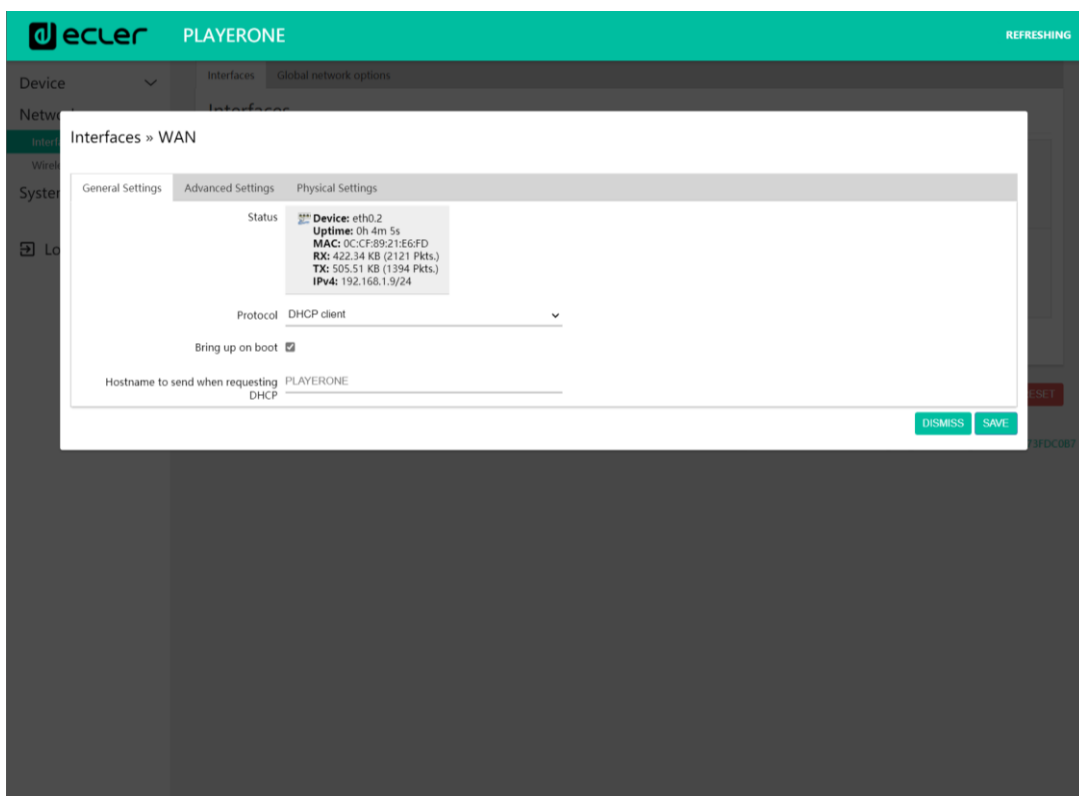 ecler PLAYERONE REFRESHING
Device
Interfaces Global network options
Interfaces
Interfaces » WAN
General Settings Advanced Settings Physical Settings
Status
Device: eth0.2
Uptime: 0h 4m 5s
MAC: 0C:CF:89:21:E6:FD
RX: 422.34 KB (2121 Pkts.)
TX: 505.51 KB (1394 Pkts.)
IPv4: 192.168.1.9/24
Protocol DHCP client
Bring up on boot
Hostname to send when requesting DHCP PLAYERONE
DISMISS SAVE